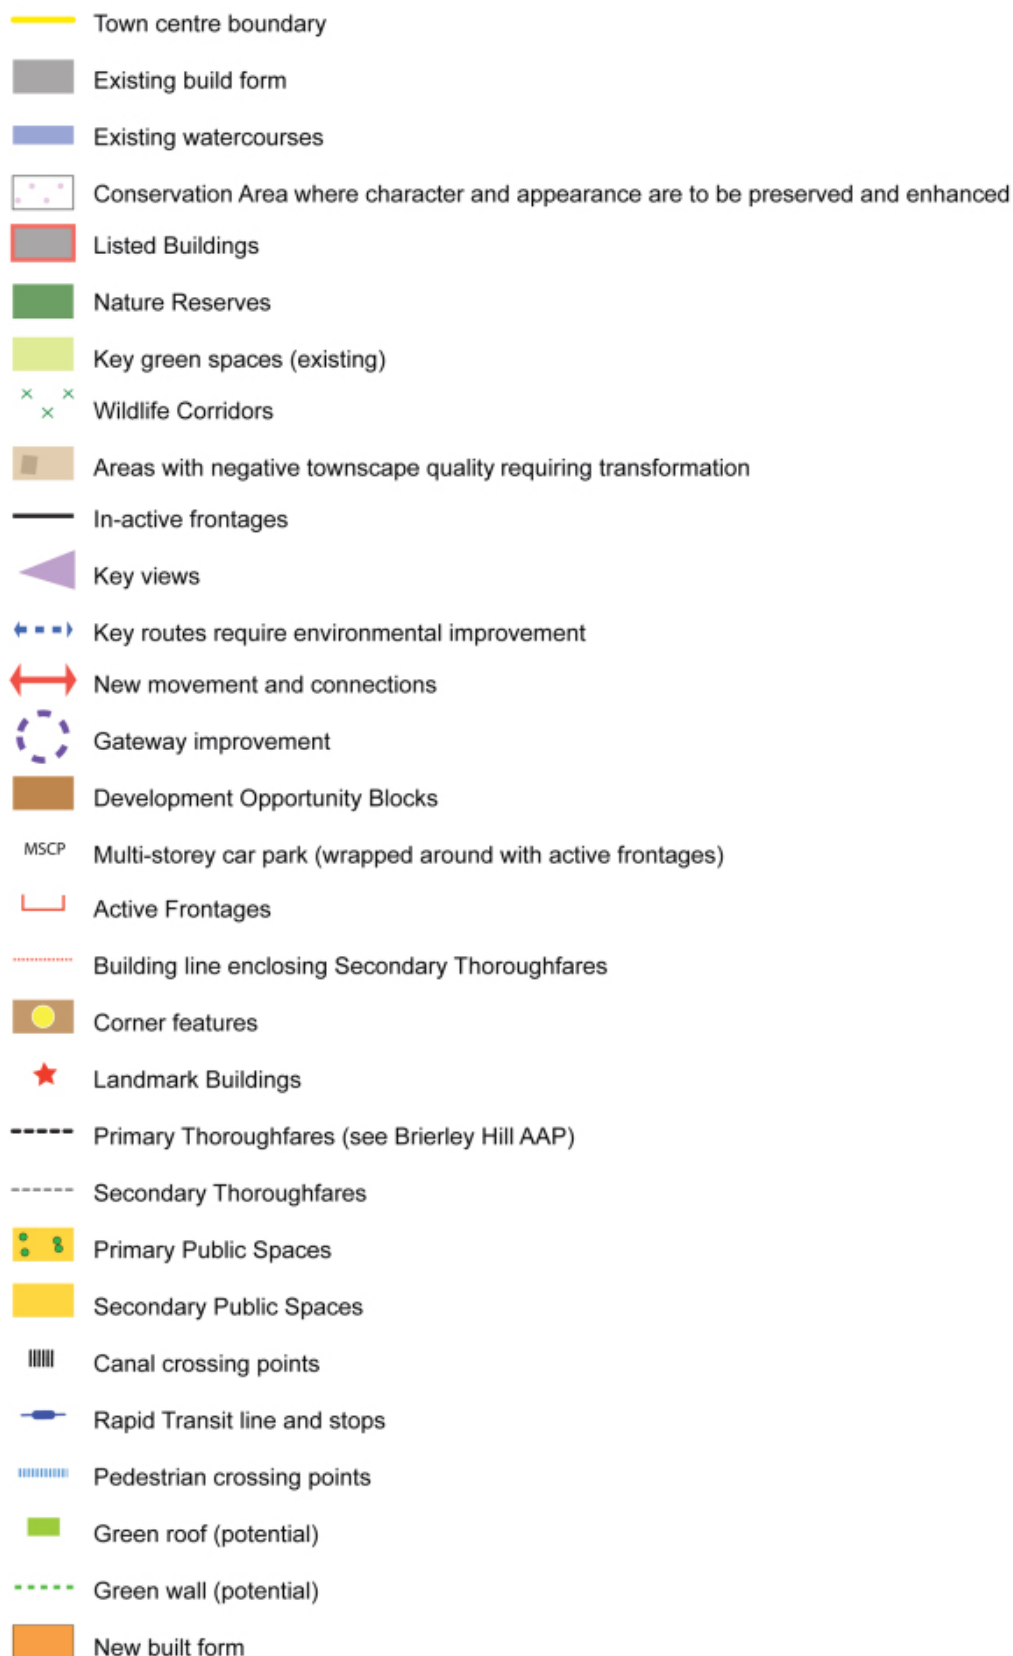 Town centre boundary
Existing build form
Existing watercourses
Conservation Area where character and appearance are to be preserved and enhanced
Listed Buildings
Nature Reserves
Key green spaces (existing)
Wildlife Corridors
Areas with negative townscape quality requiring transformation
In-active frontages
Key views
Key routes require environmental improvement
New movement and connections
Gateway improvement
Development Opportunity Blocks
MSCP Multi-storey car park (wrapped around with active frontages)
Active Frontages
Building line enclosing Secondary Thoroughfares
Corner features
Landmark Buildings
Primary Thoroughfares (see Brierley Hill AAP)
Secondary Thoroughfares
Primary Public Spaces
Secondary Public Spaces
Canal crossing points
Rapid Transit line and stops
Pedestrian crossing points
Green roof (potential)
Green wall (potential)
New built form